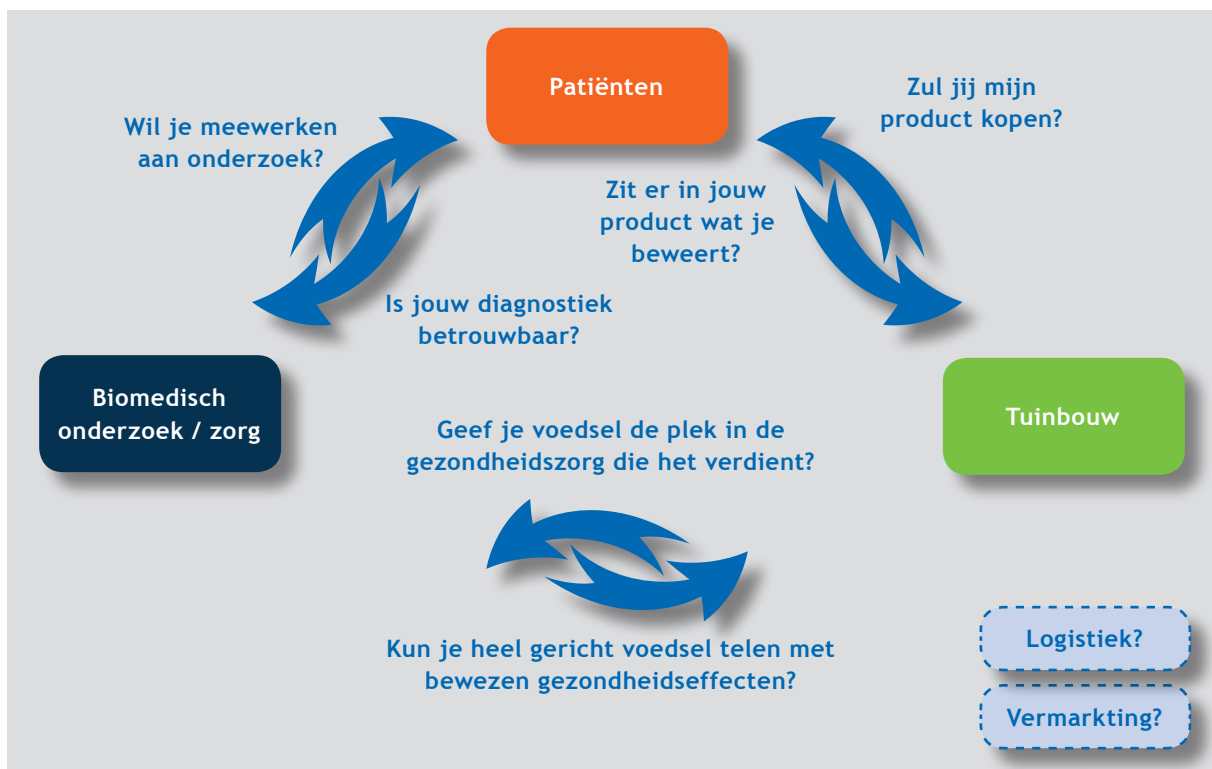 Patiënten
Zul jij mijn
product kopen?
Wil je meewerken
aan onderzoek?
Zit er in jouw
product wat je
beweert?
Is jouw diagnostiek
betrouwbaar?
Biomedisch
onderzoek / zorg
Tuinbouw
Geef je voedsel de plek in de
gezondheidszorg die het verdient?
Kun je heel gericht voedsel telen met
bewezen gezondheidseffecten?
Logistiek?
Vermarkting?